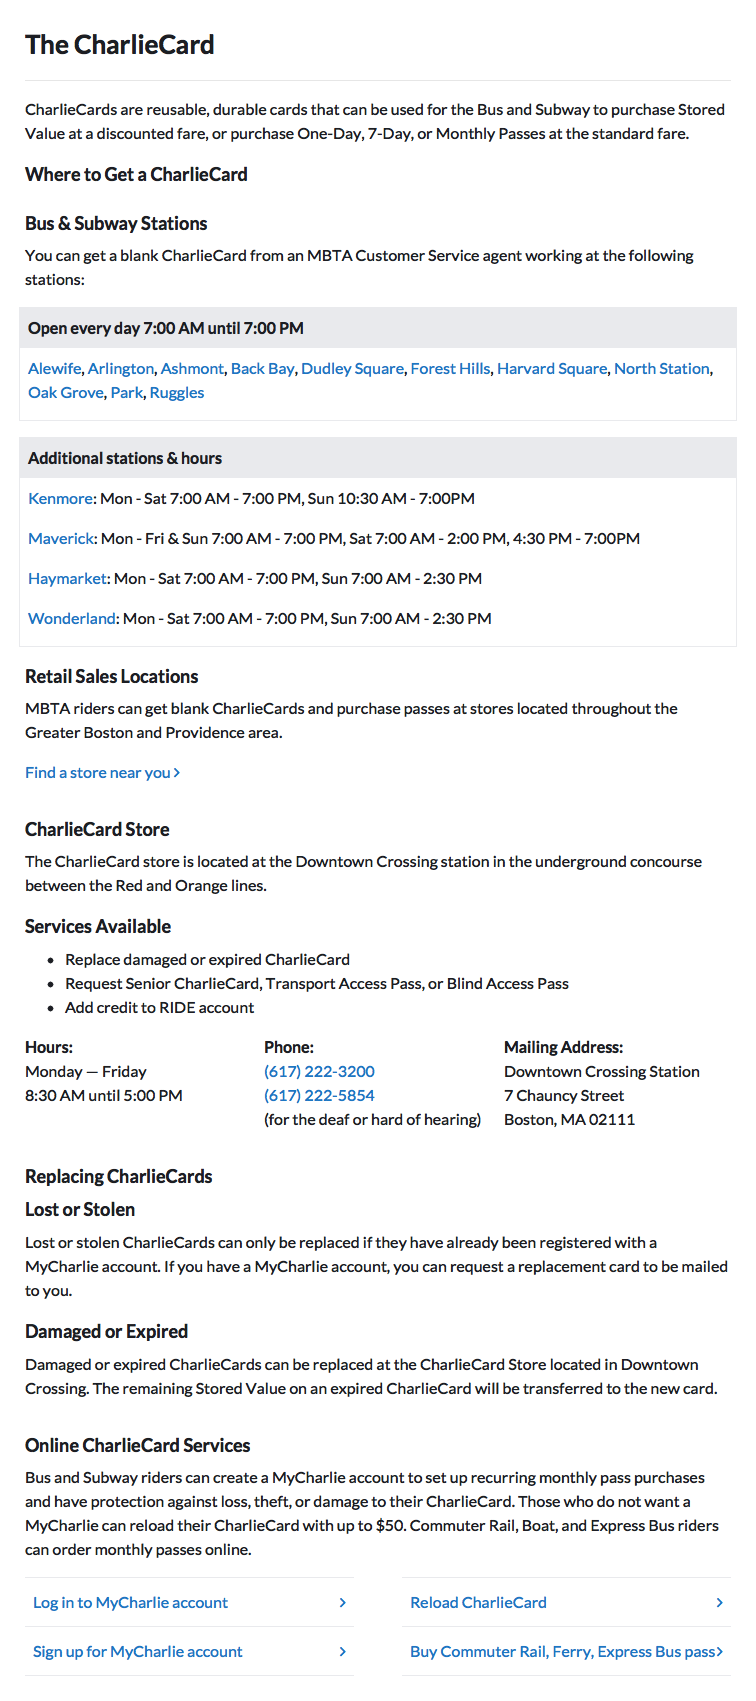 The CharlieCard
CharlieCards are reusable, durable cards that can be used for the Bus and Subway to purchase Stored
Value at a discounted fare, or purchase One-Day, 7-Day, or Monthly Passes at the standard fare.
Where to Get a CharlieCard
Bus & Subway Stations
You can get a blank CharlieCard from an MBTA Customer Service agent working at the following
stations:
Open every day 7:00 AM until 7:00 PM
Alewife, Arlington, Ashmont, Back Bay, Dudley Square, Forest Hills, Harvard Square, North Station,
Oak Grove, Park, Ruggles
Additional stations & hours
Kenmore: Mon - Sat 7:00 AM - 7:00 PM, Sun 10:30 AM - 7:00PM
Maverick: Mon - Fri & Sun 7:00 AM - 7:00 PM, Sat 7:00 AM - 2:00 PM, 4:30 PM - 7:00PM
Haymarket: Mon - Sat 7:00 AM - 7:00 PM, Sun 7:00 AM - 2:30 PM
Wonderland: Mon - Sat 7:00 AM - 7:00 PM, Sun 7:00 AM - 2:30 PM
Retail Sales Locations
MBTA riders can get blank CharlieCards and purchase passes at stores located throughout the
Greater Boston and Providence area.
Find a store near you >
CharlieCard Store
The CharlieCard store is located at the Downtown Crossing station in the underground concourse
between the Red and Orange lines.
Services Available
• Replace damaged or expired CharlieCard
• Request Senior CharlieCard, Transport Access Pass, or Blind Access Pass
• Add credit to RIDE account
Hours:
Monday — Friday
8:30 AM until 5:00 PM
Phone:
(617) 222-3200
(617) 222-5854
(for the deaf or hard of hearing)
Mailing Address:
Downtown Crossing Station
7 Chauncy Street
Boston, MA 02111
Replacing CharlieCards
Lost or Stolen
Lost or stolen CharlieCards can only be replaced if they have already been registered with a
MyCharlie account. If you have a MyCharlie account, you can request a replacement card to be mailed
to you.
Damaged or Expired
Damaged or expired CharlieCards can be replaced at the CharlieCard Store located in Downtown
Crossing. The remaining Stored Value on an expired CharlieCard will be transferred to the new card.
Online CharlieCard Services
Bus and Subway riders can create a MyCharlie account to set up recurring monthly pass purchases
and have protection against loss, theft, or damage to their CharlieCard. Those who do not want a
MyCharlie can reload their CharlieCard with up to $50. Commuter Rail, Boat, and Express Bus riders
can order monthly passes online.
Log in to MyCharlie account >
Reload CharlieCard >
Sign up for MyCharlie account >
Buy Commuter Rail, Ferry, Express Bus pass>